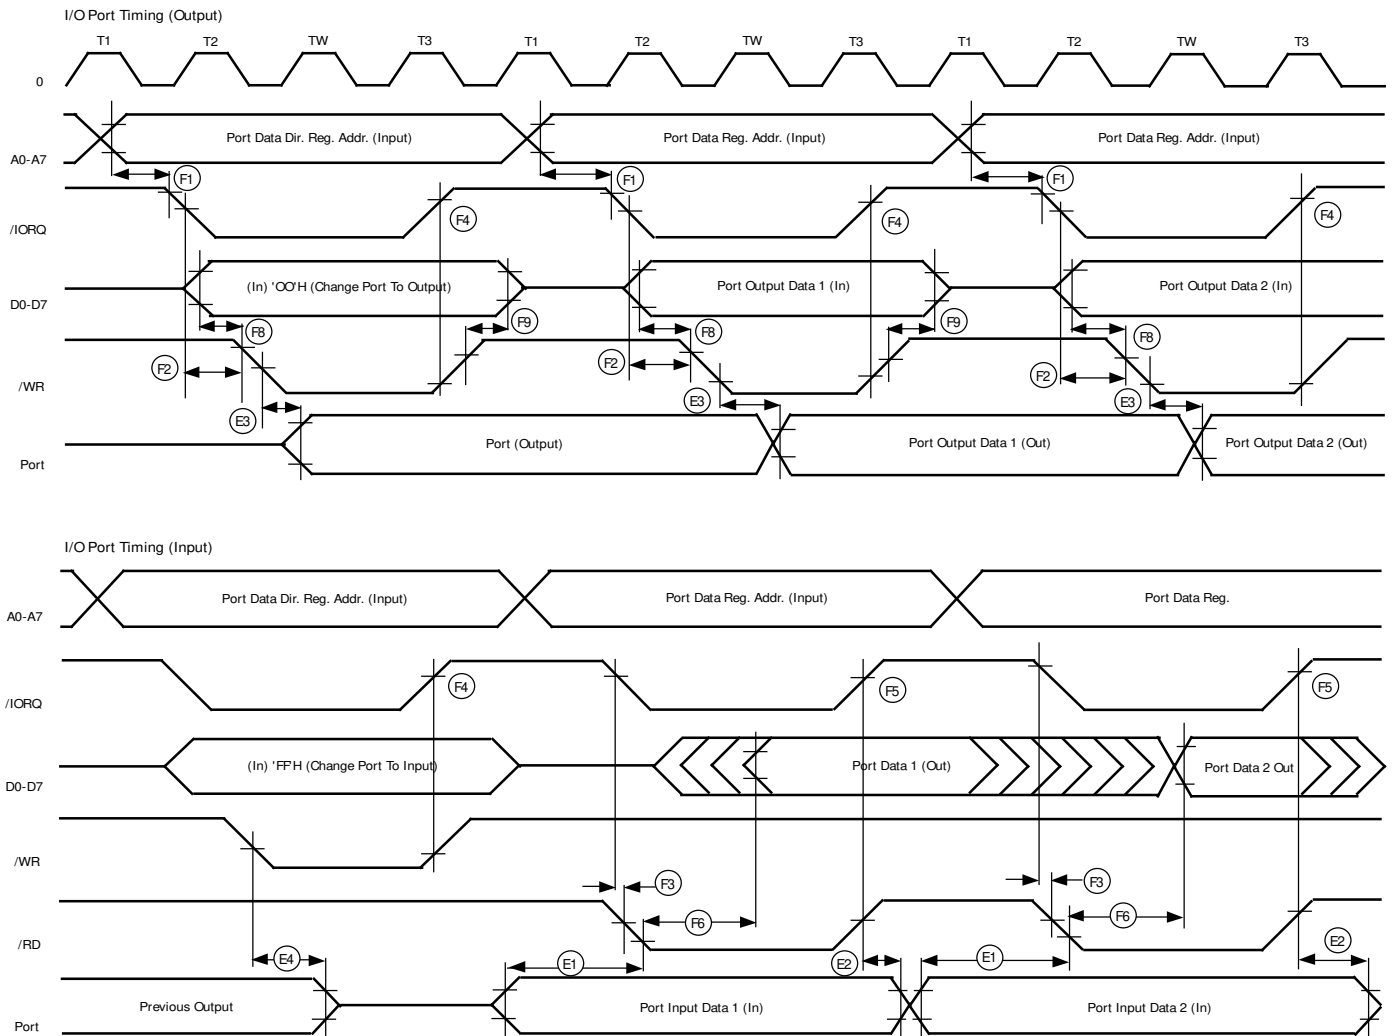 I/O Port Timing (Output)
T1 T2 TW T3 T1 T2 TW T3 T1 T2 TW T3
0
Port Data Dir. Reg. Addr. (Input) Port Data Reg. Addr. (Input) Port Data Reg. Addr. (Input)
A0-A7
F1 F1 F1
F4 F4 F4
/IORQ
(In) 'OO'H (Change Port To Output) Port Output Data 1 (In) Port Output Data 2 (In)
D0-D7
F8 F9 F8 F9 F8
F2 F2 F2
/WR
E3 E3 E3
Port (Output) Port Output Data 1 (Out) Port Output Data 2 (Out)
Port
I/O Port Timing (Input)
Port Data Dir. Reg. Addr. (Input) Port Data Reg. Addr. (Input) Port Data Reg.
A0-A7
F4 F5 F5
/IORQ
(In) 'FF'H (Change Port To Input) Port Data 1 (Out) Port Data 2 Out
D0-D7
/WR
F3 F3
F6 F6
/RD
E4 E1 E2 E1 E2
Previous Output Port Input Data 1 (In) Port Input Data 2 (In)
Port